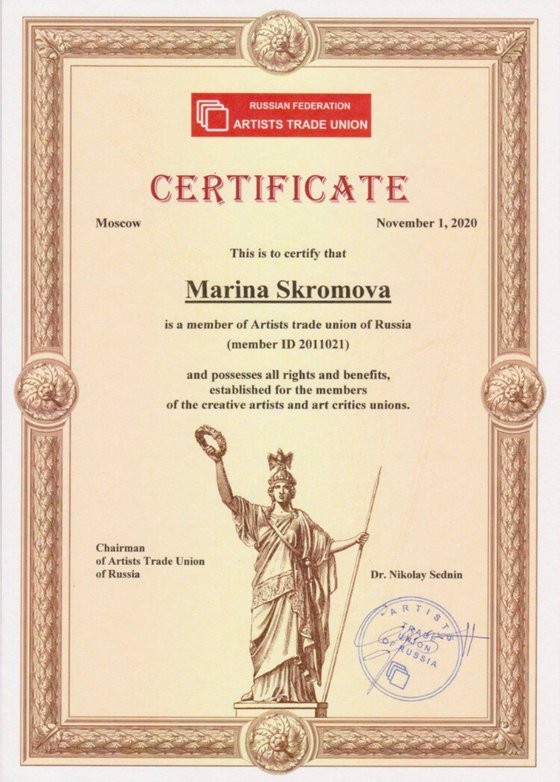 RUSSIAN FEDERATION
ARTISTS TRADE UNION
CERTIFICATE
Moscow November 1, 2020
This is to certify that
Marina Skromova
is a member of Artists trade union of Russia
(member ID 2011021)
and possesses all rights and benefits,
established for the members
of the creative artists and art critics unions.
Chairman
of Artists Trade Union
of Russia
Dr. Nikolay Sednin
ARTISTS
TRADE
UNION
OF RUSSIA